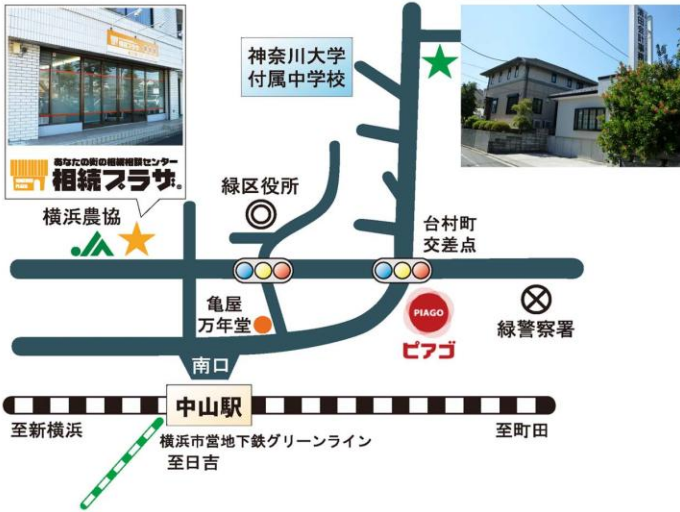 神奈川大学
付属中学校
あなたの街の相続相談センター
相続プラザ
横浜農協
JA
緑区役所
台村町
交差点
亀屋
万年堂
PIAGO
ピアゴ
緑警察署
南口
中山駅
至新横浜
横浜市営地下鉄グリーンライン
至日吉
至町田